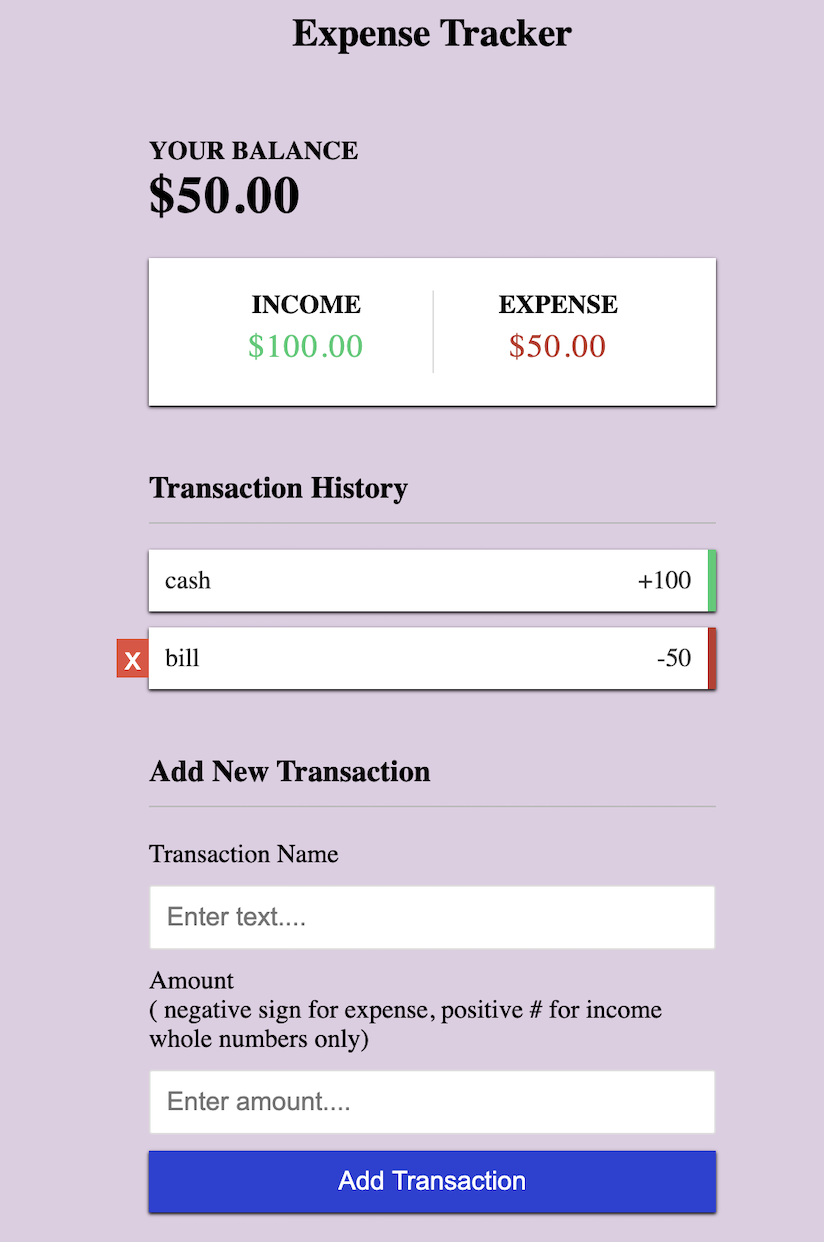 Expense Tracker
YOUR BALANCE
$50.00
INCOME
EXPENSE
$100.00
$50.00
Transaction History
cash +100
x bill -50
Add New Transaction
Transaction Name
Enter text....
Amount
( negative sign for expense, positive # for income
whole numbers only)
Enter amount....
Add Transaction